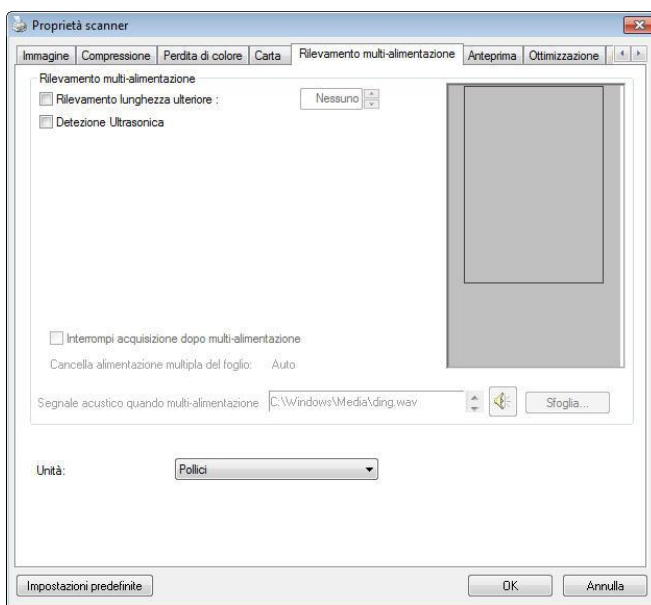 Proprietà scanner
Immagine Compressione Perdita di colore Carta Rilevamento multi-alimentazione Anteprima Ottimizzazione
Rilevamento multi-alimentazione
Rilevamento lunghezza ulteriore : Nessuno
Detezione Ultrasonica
Interrompi acquisizione dopo multi-alimentazione
Cancella alimentazione multipla del foglio: Auto
Segnale acustico quando multi-alimentazione C:\Windows\Media\ding.wav Sfoglia...
Unità: Pollici
Impostazioni predefinite OK Annulla